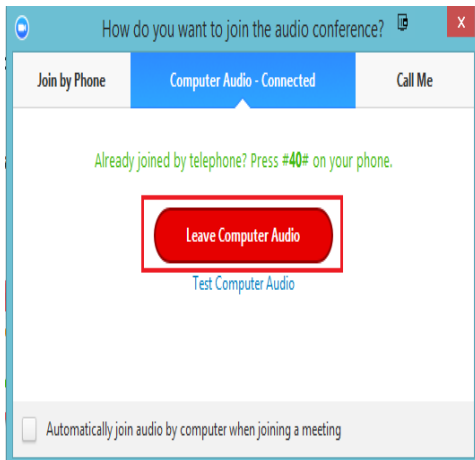 How do you want to join the audio conference?
Join by Phone
Computer Audio - Connected
Call Me
Already joined by telephone? Press #40# on your phone.
Leave Computer Audio
Test Computer Audio
Automatically join audio by computer when joining a meeting